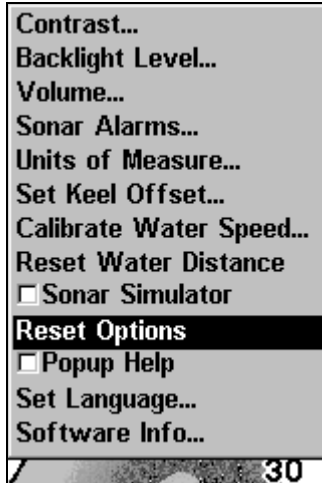 Contrast...
Backlight Level...
Volume...
Sonar Alarms...
Units of Measure...
Set Keel Offset...
Calibrate Water Speed...
Reset Water Distance
Sonar Simulator
Reset Options
Popup Help
Set Language...
Software Info...
30